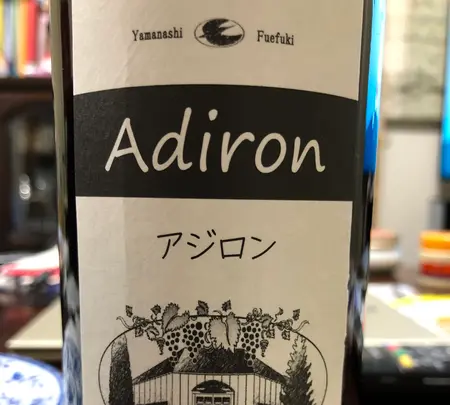 Yamanashi Fuefuki
Adiron
アジロン